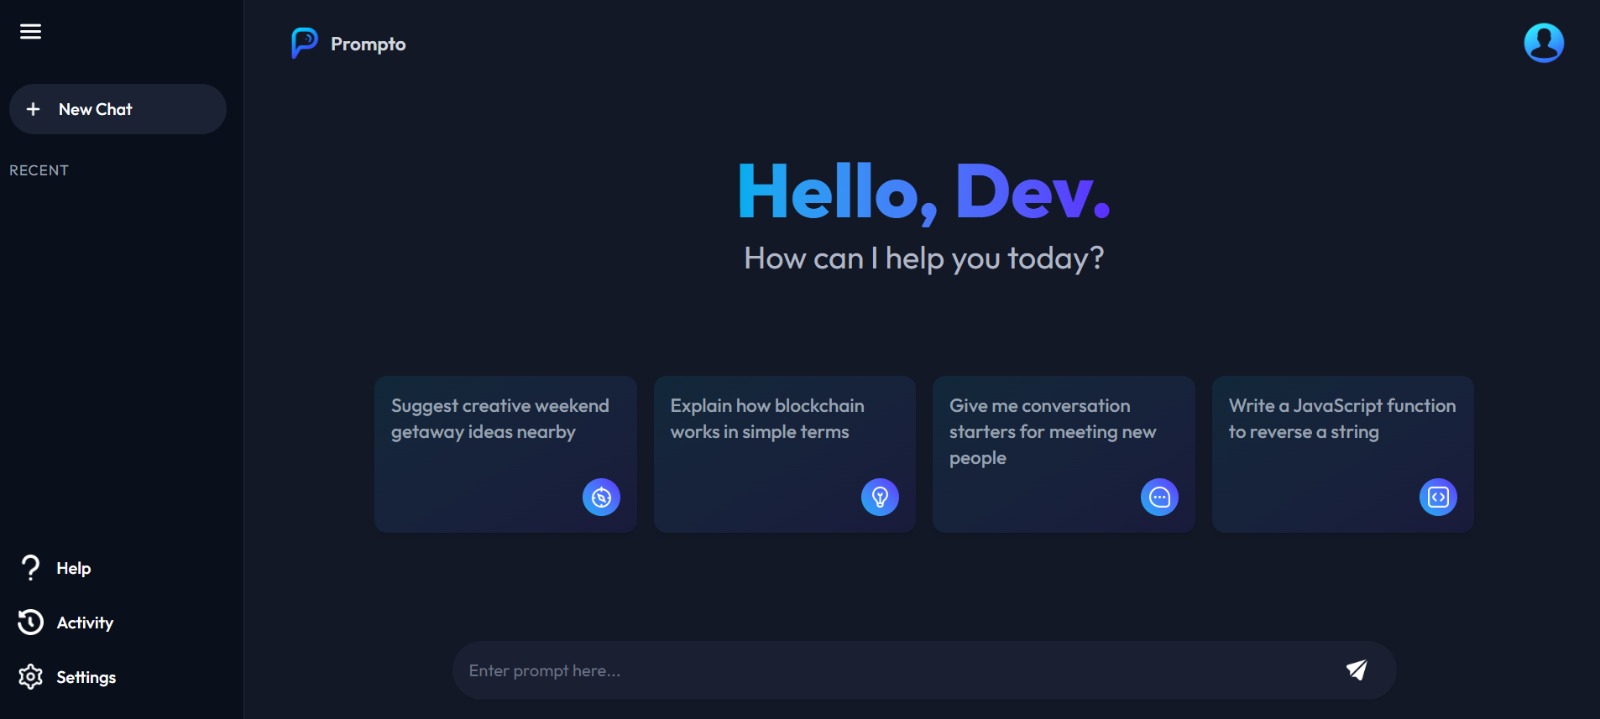 New Chat
RECENT
Help
Activity
Settings
Prompto
Hello, Dev.
How can I help you today?
Suggest creative weekend
getaway ideas nearby
Explain how blockchain
works in simple terms
Give me conversation
starters for meeting new
people
Write a JavaScript function
to reverse a string
Enter prompt here...